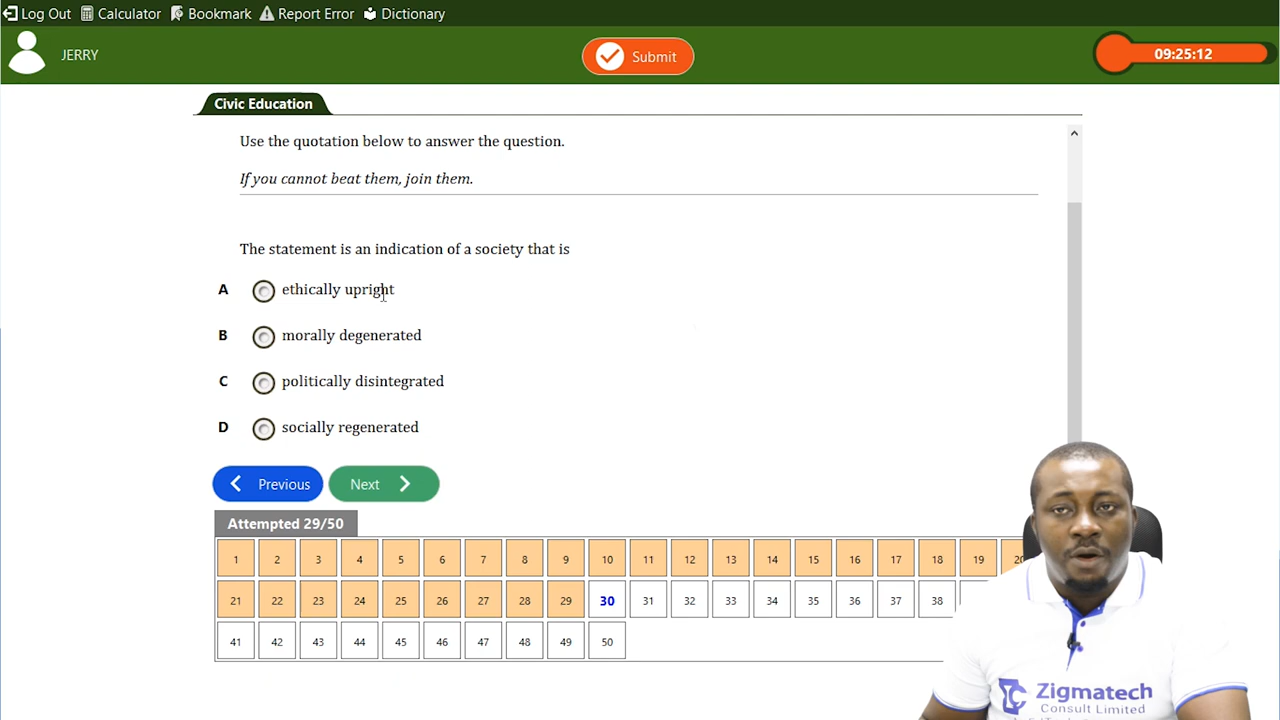 Log Out Calculator Bookmark Report Error Dictionary
JERRY
Submit
09:25:12
Civic Education
Use the quotation below to answer the question.
If you cannot beat them, join them.
The statement is an indication of a society that is
A ethically upright
B morally degenerated
C politically disintegrated
D socially regenerated
Previous Next
Attempted 29/50
1 2 3 4 5 6 7 8 9 10 11 12 13 14 15 16 17 18 19
21 22 23 24 25 26 27 28 29 30 31 32 33 34 35 36 37 38
41 42 43 44 45 46 47 48 49 50
Zigmatech
Consult Limited